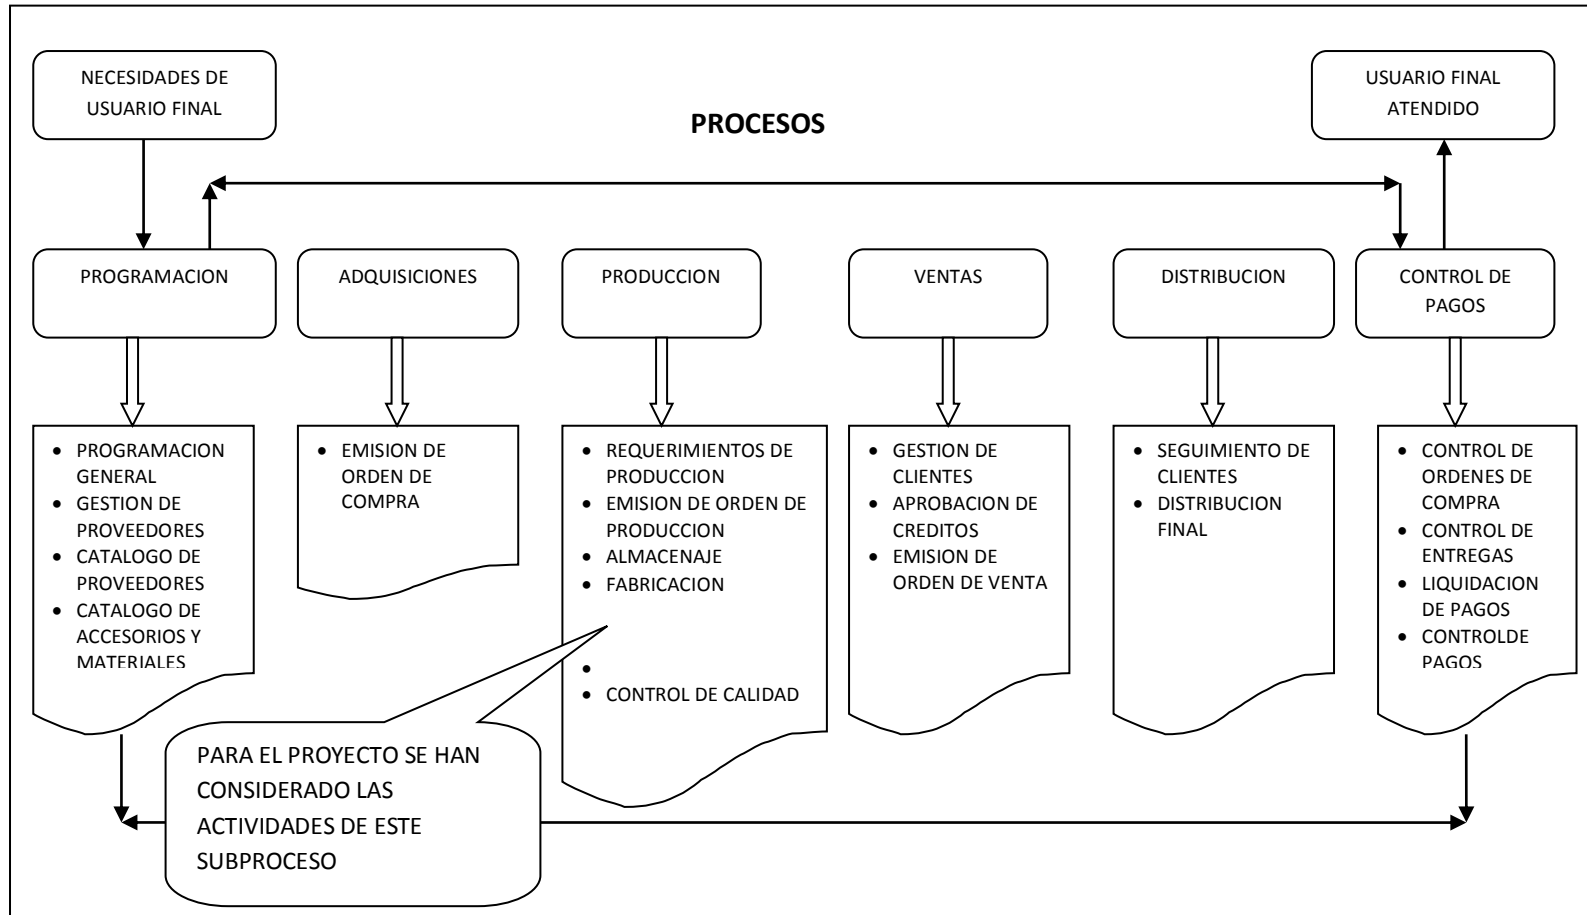 NECESIDADES DE
USUARIO FINAL
USUARIO FINAL
ATENDIDO
PROCESOS
PROGRAMACION
ADQUISICIONES
PRODUCCION
VENTAS
DISTRIBUCION
CONTROL DE
PAGOS
• PROGRAMACION
GENERAL
• GESTION DE
PROVEEDORES
• CATALOGO DE
PROVEEDORES
• CATALOGO DE
ACCESORIOS Y
MATERIALES
• EMISION DE
ORDEN DE
COMPRA
• REQUERIMIENTOS DE
PRODUCCION
• EMISION DE ORDEN DE
PRODUCCION
• ALMACENAJE
• FABRICACION
•
• CONTROL DE CALIDAD
• GESTION DE
CLIENTES
• APROBACION DE
CREDITOS
• EMISION DE
ORDEN DE VENTA
• SEGUIMIENTO DE
CLIENTES
• DISTRIBUCION
FINAL
• CONTROL DE
ORDENES DE
COMPRA
• CONTROL DE
ENTREGAS
• LIQUIDACION
DE PAGOS
• CONTROLDE
PAGOS
PARA EL PROYECTO SE HAN
CONSIDERADO LAS
ACTIVIDADES DE ESTE
SUBPROCESO